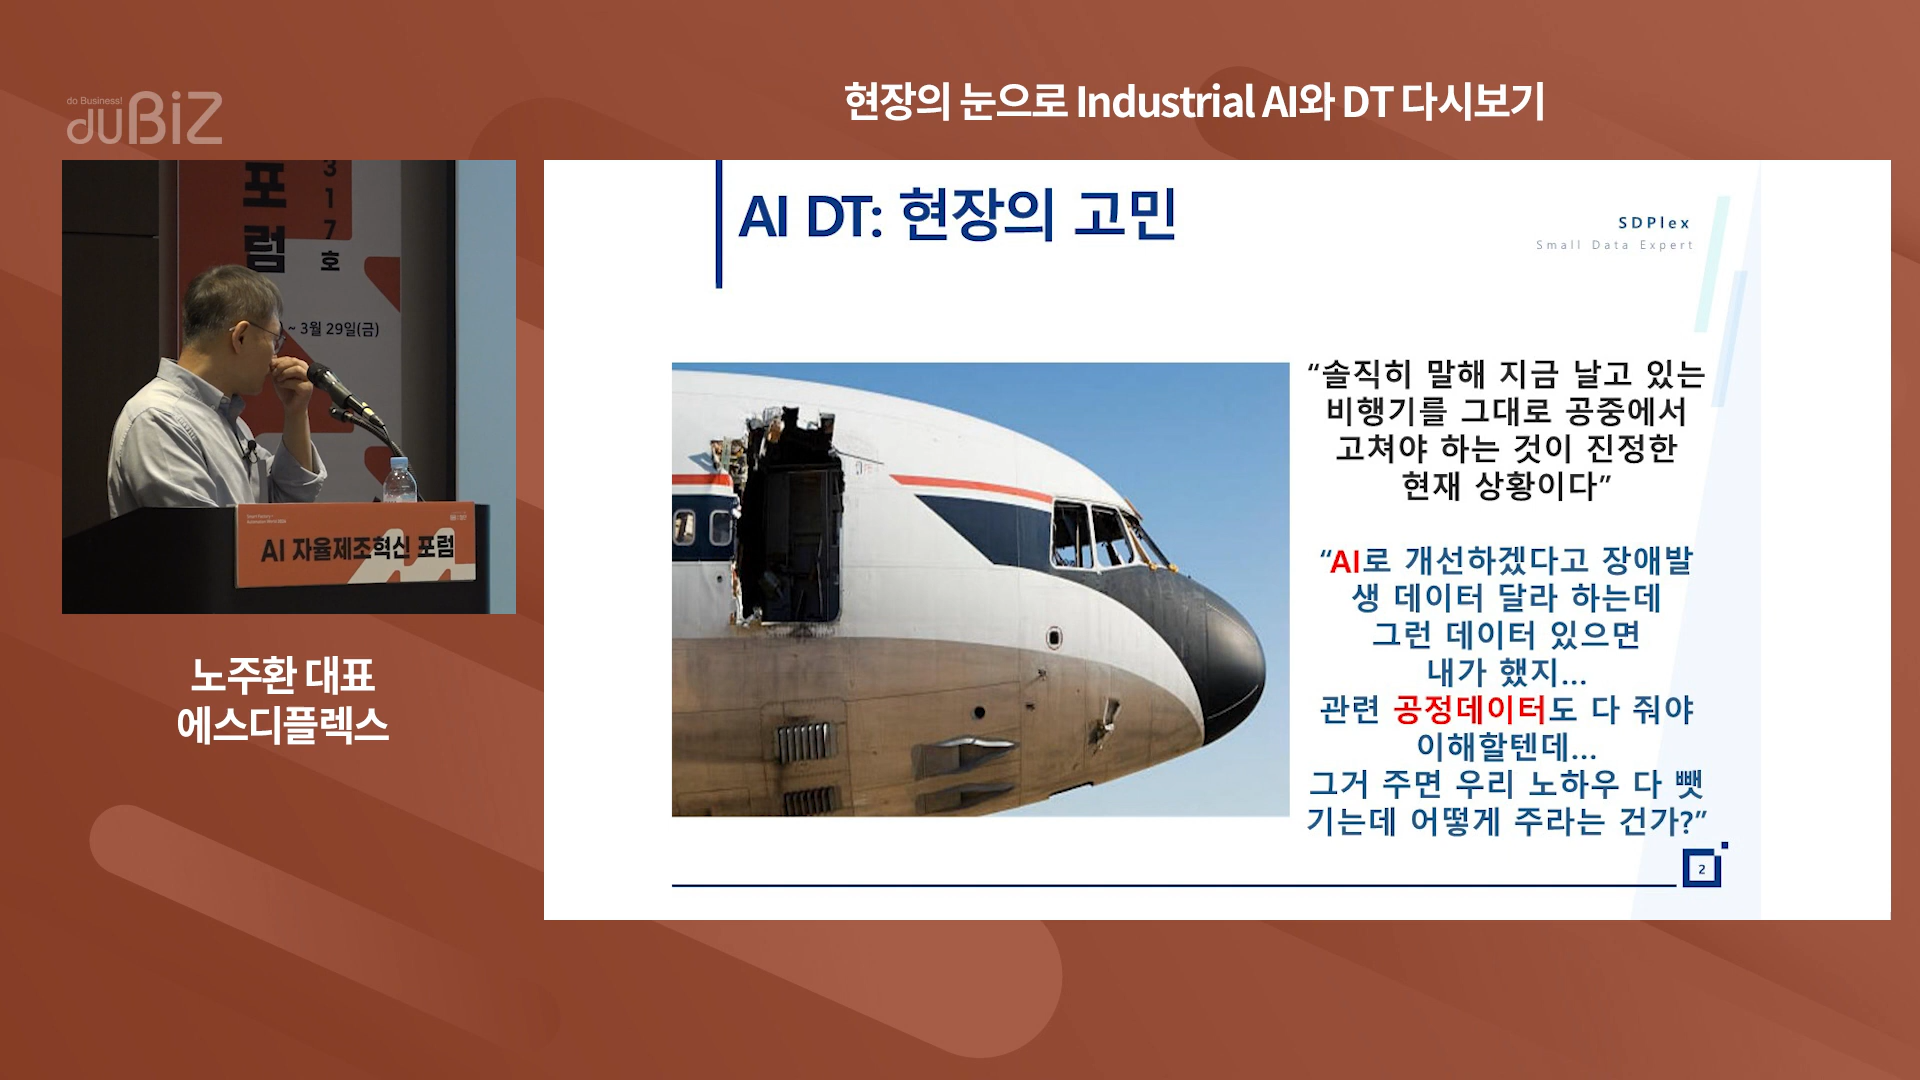 do Business!
duBiZ
현장의 눈으로 Industrial AI와 DT 다시보기
포럼
317호
~ 3월 29일(금)
AI 자율제조혁신 포럼
노주환 대표
에스디플렉스
AI DT: 현장의 고민
SDPlex
Small Data Expert
“솔직히 말해 지금 날고 있는
비행기를 그대로 공중에서
고쳐야 하는 것이 진정한
현재 상황이다”
“AI로 개선하겠다고 장애발
생 데이터 달라 하는데
그런 데이터 있으면
내가 했지...
관련 공정데이터도 다 줘야
이해할텐데...
그거 주면 우리 노하우 다 뺏
기는데 어떻게 주라는 건가?”
2